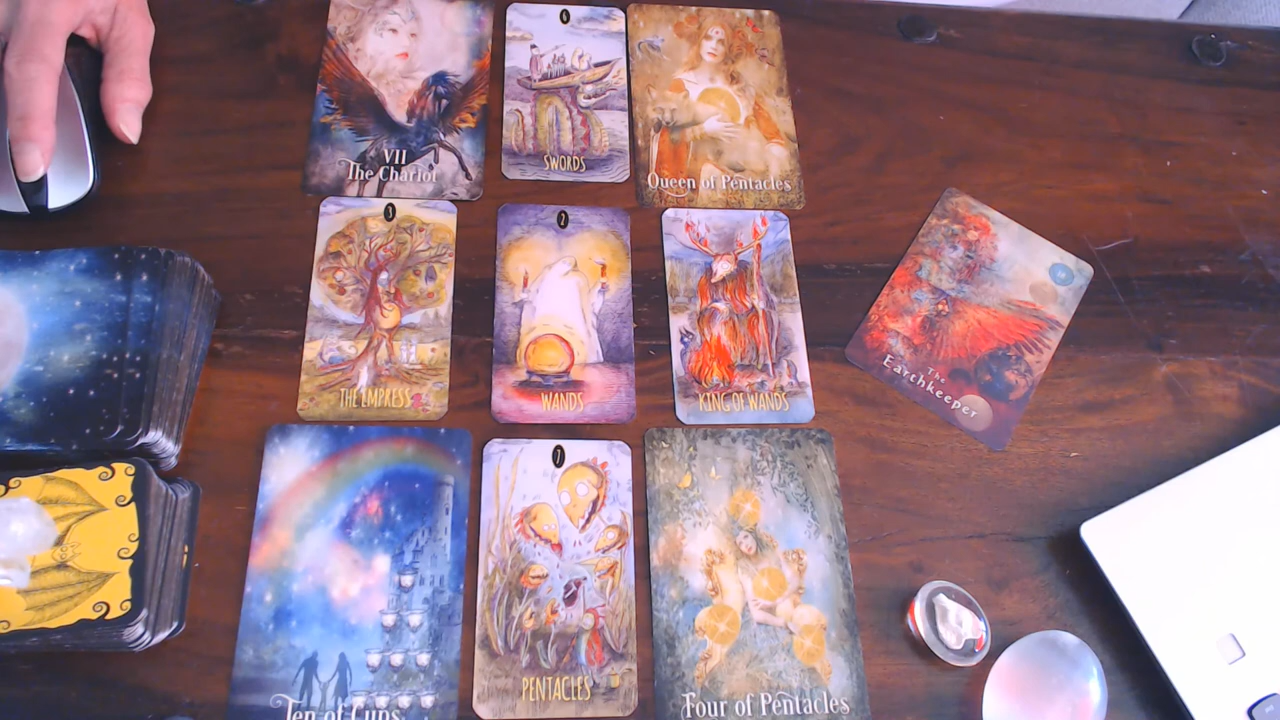 VII
The Chariot
6
SWORDS
Queen of Pentacles
3
THE EMPRESS
2
WANDS
KING OF WANDS
The
Earthkeeper
Ten of Cups
7
PENTACLES
Four of Pentacles